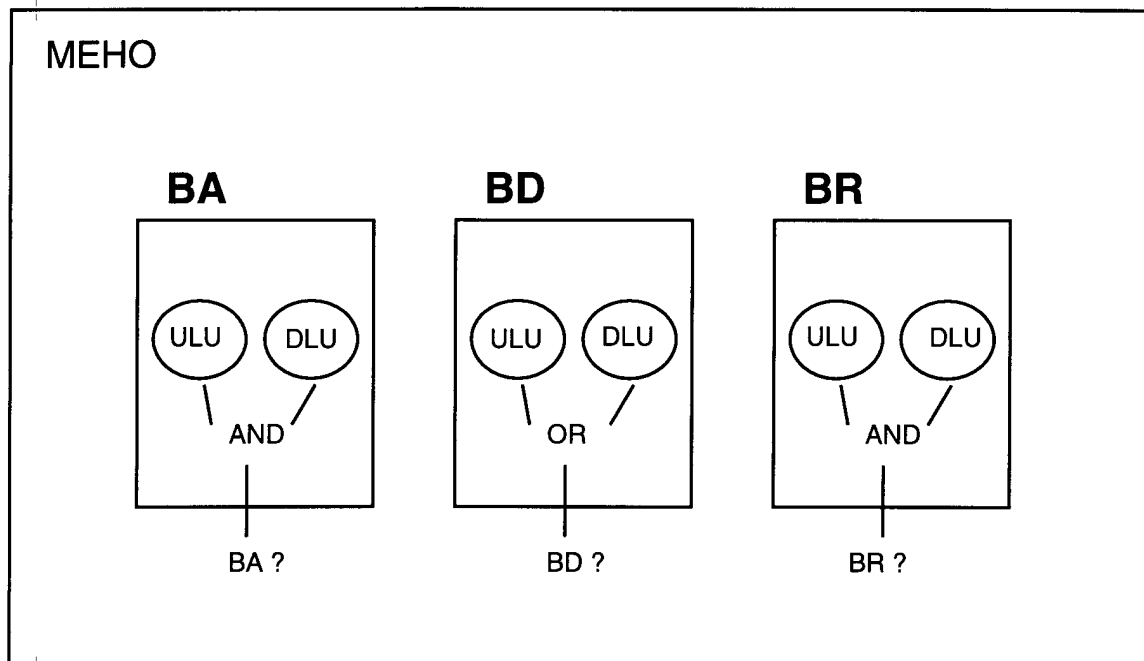 MEHO
BA BD BR
ULU DLU ULU DLU ULU DLU
AND OR AND
BA ? BD ? BR ?